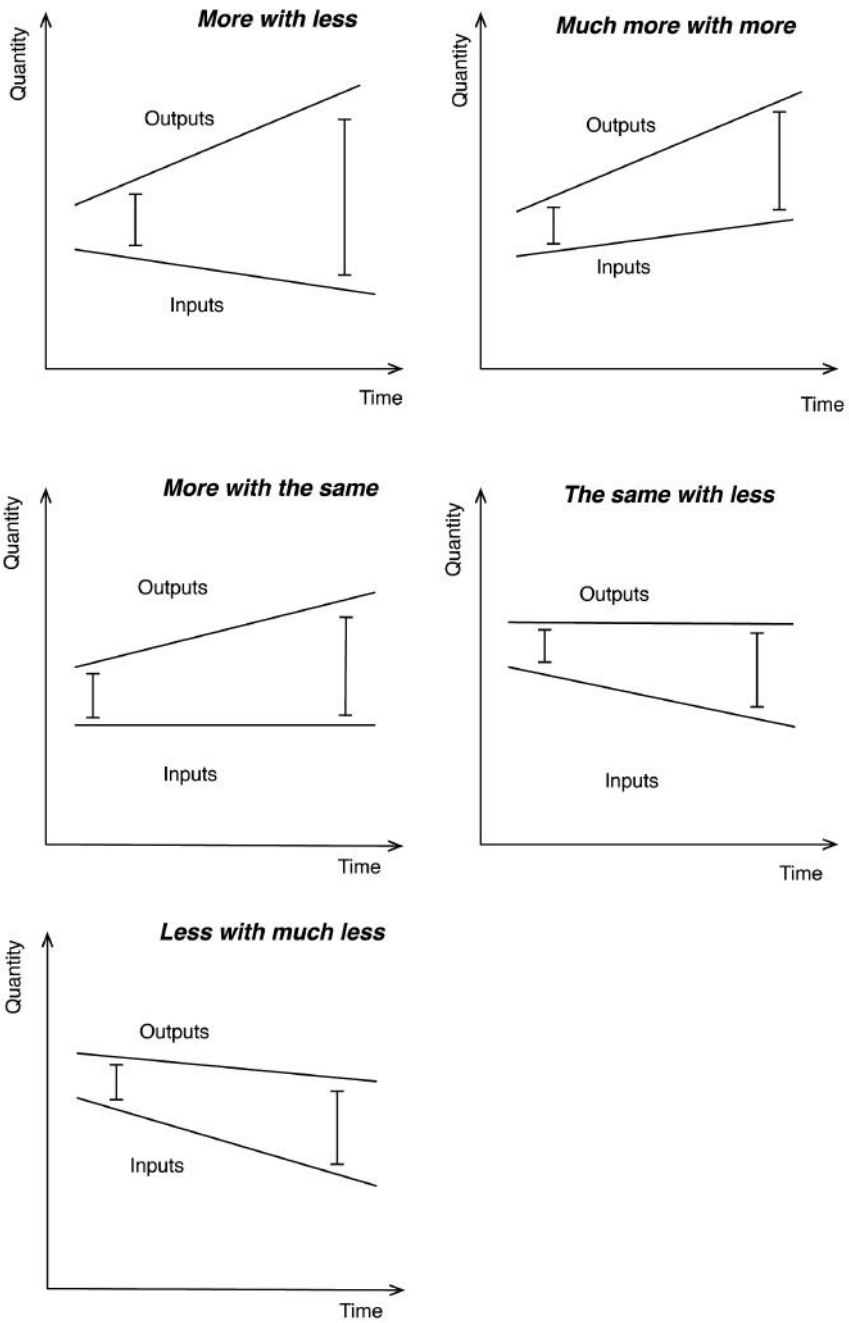 More with less
Quantity
Outputs
Inputs
Time
Much more with more
Quantity
Outputs
Inputs
Time
More with the same
Quantity
Outputs
Inputs
Time
The same with less
Quantity
Outputs
Inputs
Time
Less with much less
Quantity
Outputs
Inputs
Time